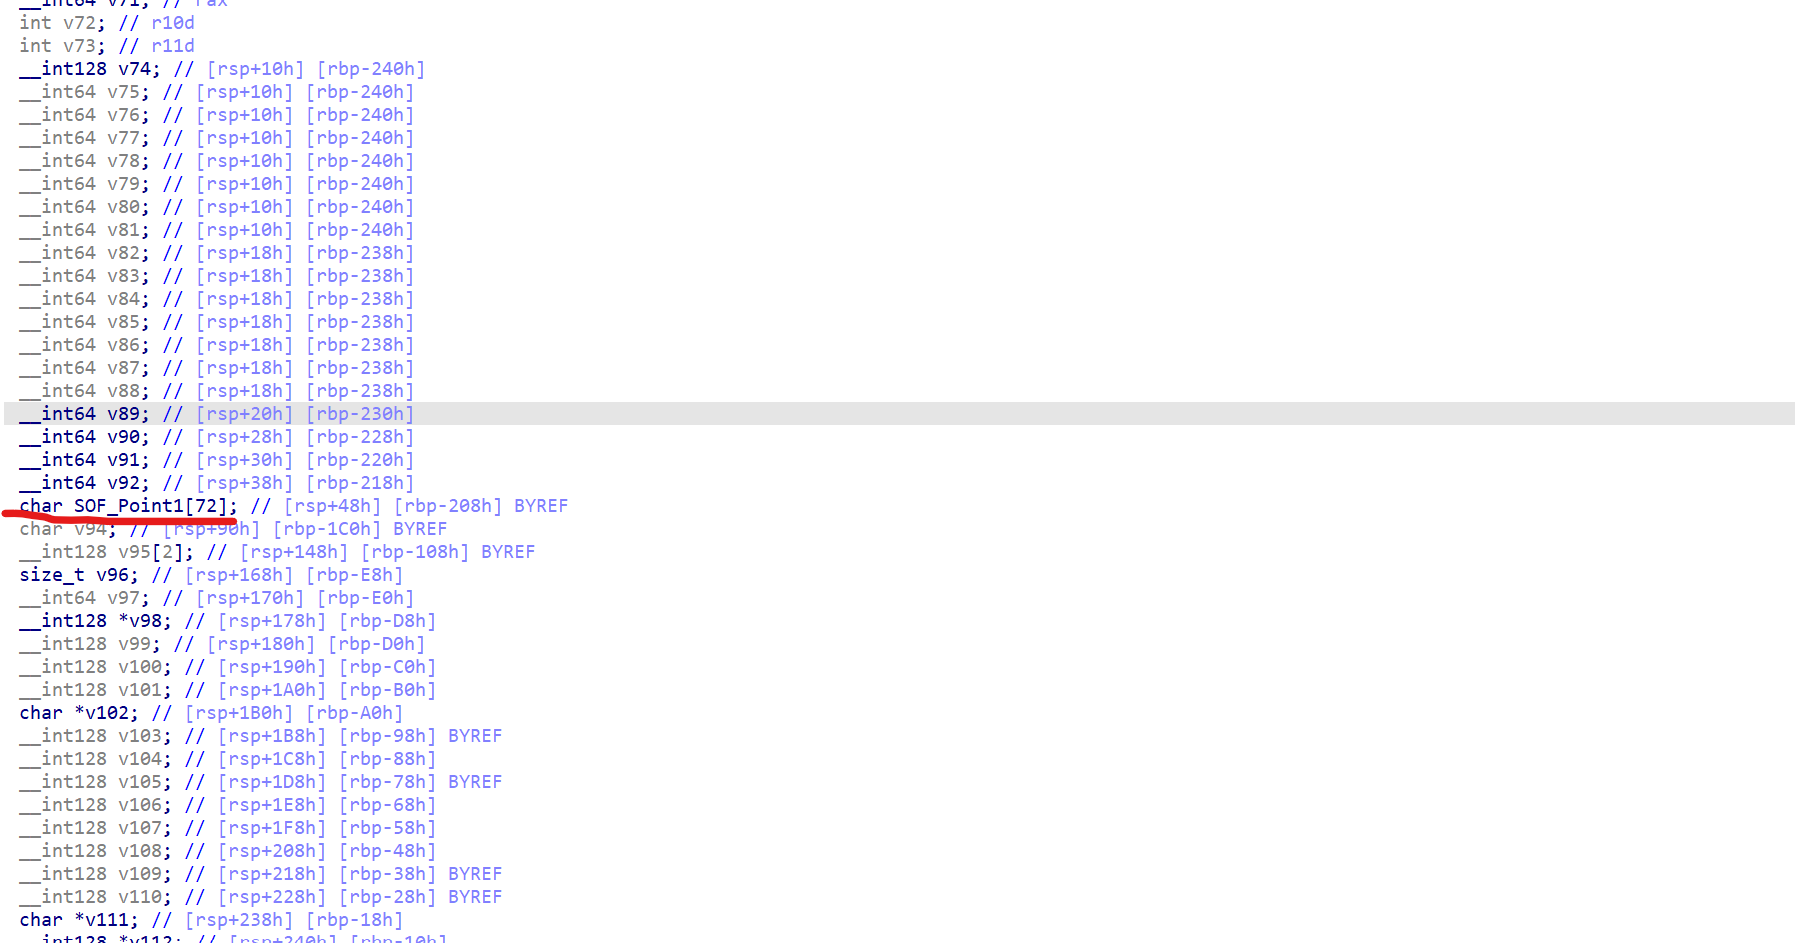 __int64 v71; // rax
int v72; // r10d
int v73; // r11d
__int128 v74; // [rsp+10h] [rbp-240h]
__int64 v75; // [rsp+10h] [rbp-240h]
__int64 v76; // [rsp+10h] [rbp-240h]
__int64 v77; // [rsp+10h] [rbp-240h]
__int64 v78; // [rsp+10h] [rbp-240h]
__int64 v79; // [rsp+10h] [rbp-240h]
__int64 v80; // [rsp+10h] [rbp-240h]
__int64 v81; // [rsp+10h] [rbp-240h]
__int64 v82; // [rsp+18h] [rbp-238h]
__int64 v83; // [rsp+18h] [rbp-238h]
__int64 v84; // [rsp+18h] [rbp-238h]
__int64 v85; // [rsp+18h] [rbp-238h]
__int64 v86; // [rsp+18h] [rbp-238h]
__int64 v87; // [rsp+18h] [rbp-238h]
__int64 v88; // [rsp+18h] [rbp-238h]
__int64 v89; // [rsp+20h] [rbp-230h]
__int64 v90; // [rsp+28h] [rbp-228h]
__int64 v91; // [rsp+30h] [rbp-220h]
__int64 v92; // [rsp+38h] [rbp-218h]
char SOF_Point1[72]; // [rsp+48h] [rbp-208h] BYREF
char v94; // [rsp+90h] [rbp-1C0h] BYREF
__int128 v95[2]; // [rsp+148h] [rbp-108h] BYREF
size_t v96; // [rsp+168h] [rbp-E8h]
__int64 v97; // [rsp+170h] [rbp-E0h]
__int128 *v98; // [rsp+178h] [rbp-D8h]
__int128 v99; // [rsp+180h] [rbp-D0h]
__int128 v100; // [rsp+190h] [rbp-C0h]
__int128 v101; // [rsp+1A0h] [rbp-B0h]
char *v102; // [rsp+1B0h] [rbp-A0h]
__int128 v103; // [rsp+1B8h] [rbp-98h] BYREF
__int128 v104; // [rsp+1C8h] [rbp-88h]
__int128 v105; // [rsp+1D8h] [rbp-78h] BYREF
__int128 v106; // [rsp+1E8h] [rbp-68h]
__int128 v107; // [rsp+1F8h] [rbp-58h]
__int128 v108; // [rsp+208h] [rbp-48h]
__int128 v109; // [rsp+218h] [rbp-38h] BYREF
__int128 v110; // [rsp+228h] [rbp-28h] BYREF
char *v111; // [rsp+238h] [rbp-18h]
__int128 *v112; // [rsp+240h] [rbp-10h]